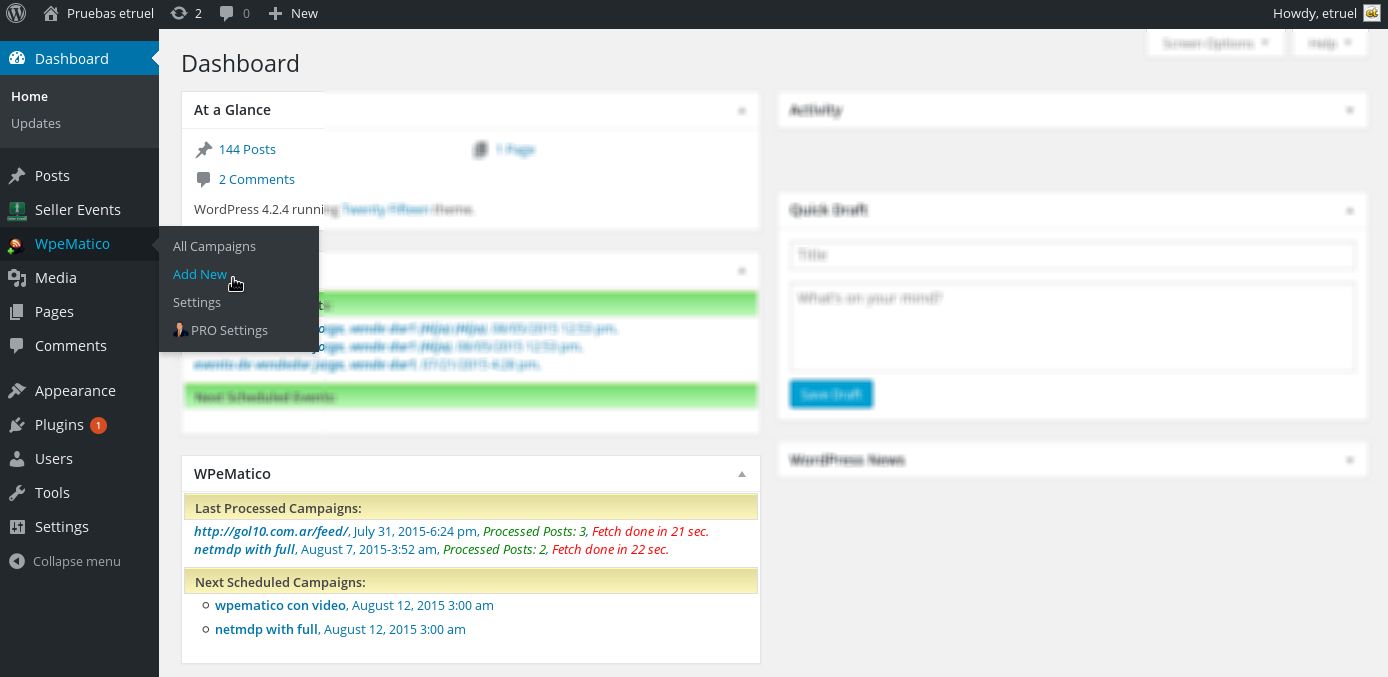 Pruebas etruel 2 0 New Howdy, etruel
Dashboard
Home
Updates
Posts
Seller Events
WpeMatico
Media
Pages
Comments
Appearance
Plugins 1
Users
Tools
Settings
Collapse menu
All Campaigns
Add New
Settings
PRO Settings
Screen Options Help
Dashboard
At a Glance
144 Posts 1 Page
2 Comments
WordPress 4.2.4 running Twenty Fifteen theme.
Next Scheduled Events
WPeMatico
Last Processed Campaigns:
http://gol10.com.ar/feed/, July 31, 2015-6:24 pm, Processed Posts: 3, Fetch done in 21 sec.
netmdp with full, August 7, 2015-3:52 am, Processed Posts: 2, Fetch done in 22 sec.
Next Scheduled Campaigns:
wpematico con video, August 12, 2015 3:00 am
netmdp with full, August 12, 2015 3:00 am
Activity
Quick Draft
Title
What's on your mind?
Save Draft
WordPress News